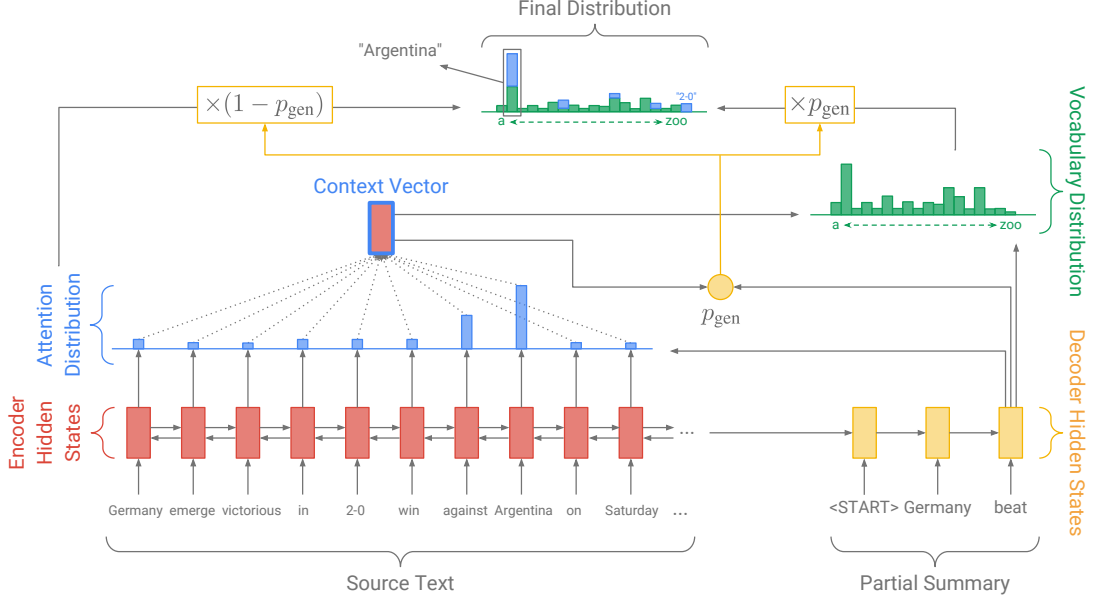 Final Distribution
"Argentina"
"2-0"
×(1 − p_gen)
×p_gen
a
zoo
Context Vector
Vocabulary Distribution
a
zoo
Attention
Distribution
p_gen
Encoder
Hidden
States
Decoder Hidden States
...
Germany emerge victorious in 2-0 win against Argentina on Saturday ...
<START> Germany beat
Source Text
Partial Summary